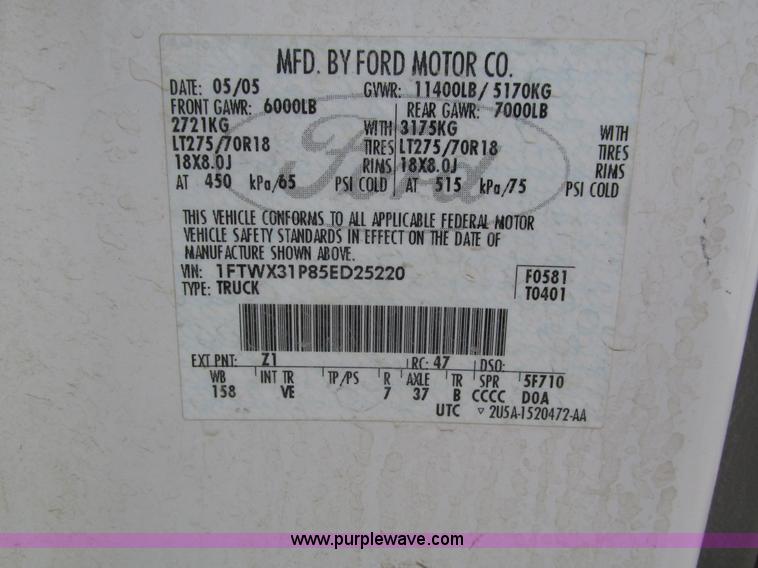 MFD. BY FORD MOTOR CO.
DATE: 05/05 GVWR: 11400LB/ 5170KG
FRONT GAWR: 6000LB REAR GAWR: 7000LB
2721KG WITH 3175KG WITH
LT275/70R18 TIRES LT275/70R18 TIRES
18X8.0J RIMS 18X8.0J RIMS
AT 450 kPa/65 PSI COLD AT 515 kPa/75 PSI COLD
Ford
THIS VEHICLE CONFORMS TO ALL APPLICABLE FEDERAL MOTOR
VEHICLE SAFETY STANDARDS IN EFFECT ON THE DATE OF
MANUFACTURE SHOWN ABOVE.
VIN: 1FTWX31P85ED25220 F0581
TYPE: TRUCK T0401
EXT PNT: Z1 RC: 47 DSO:
WB INT TR TP/PS R AXLE TR SPR 5F710
158 VE 7 37 B CCCC D0A
UTC ▿ 2U5A-1520472-AA
www.purplewave.com